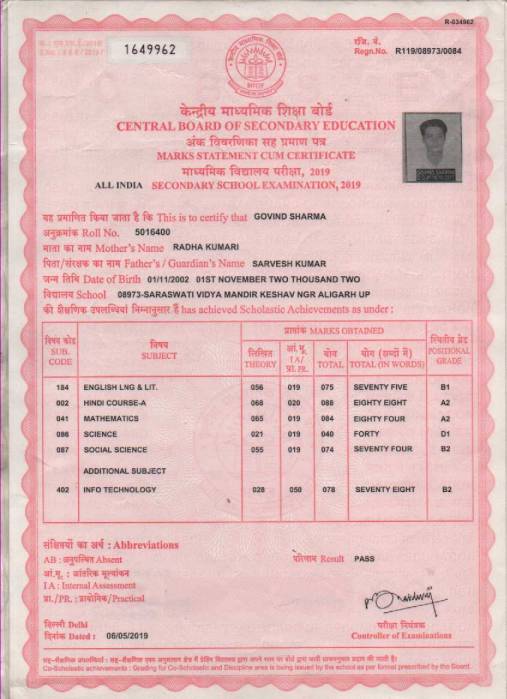 R-034962
1649962
रजि. नं.
Regn.No. R119/08973/0084
केन्द्रीय माध्यमिक शिक्षा बोर्ड
CENTRAL BOARD OF SECONDARY EDUCATION
अंक विवरणिका सह प्रमाण पत्र
MARKS STATEMENT CUM CERTIFICATE
माध्यमिक विद्यालय परीक्षा, 2019
ALL INDIA SECONDARY SCHOOL EXAMINATION, 2019
यह प्रमाणित किया जाता है कि This is to certify that GOVIND SHARMA
अनुक्रमांक Roll No. 5016400
माता का नाम Mother's Name RADHA KUMARI
पिता/संरक्षक का नाम Father's / Guardian's Name SARVESH KUMAR
जन्म तिथि Date of Birth 01/11/2002 01ST NOVEMBER TWO THOUSAND TWO
विद्यालय School 08973-SARASWATI VIDYA MANDIR KESHAV NGR ALIGARH UP
की शैक्षणिक उपलब्धियां निम्नानुसार हैं has achieved Scholastic Achievements as under :
विषय कोड SUB. CODE
विषय SUBJECT
प्राप्तांक MARKS OBTAINED
लिखित THEORY
आं.मू. I A / प्रा. PR.
योग TOTAL
योग (शब्दों में) TOTAL (IN WORDS)
स्थितीय ग्रेड POSITIONAL GRADE
184 ENGLISH LNG & LIT. 056 019 075 SEVENTY FIVE B1
002 HINDI COURSE-A 068 020 088 EIGHTY EIGHT A2
041 MATHEMATICS 065 019 084 EIGHTY FOUR A2
086 SCIENCE 021 019 040 FORTY D1
087 SOCIAL SCIENCE 055 019 074 SEVENTY FOUR B2
ADDITIONAL SUBJECT
402 INFO TECHNOLOGY 028 050 078 SEVENTY EIGHT B2
संक्षिप्तियों का अर्थ : Abbreviations
AB : अनुपस्थित Absent
परिणाम Result PASS
आं.मू. : आंतरिक मूल्यांकन
I A : Internal Assessment
प्रा./PR. : प्रायोगिक/Practical
दिल्ली Delhi
परीक्षा नियंत्रक
दिनांक Dated : 06/05/2019
Controller of Examinations
Co-Scholastic achievements : Grading for Co-Scholastic and Discipline area is being issued by the school as per format prescribed by the Board.